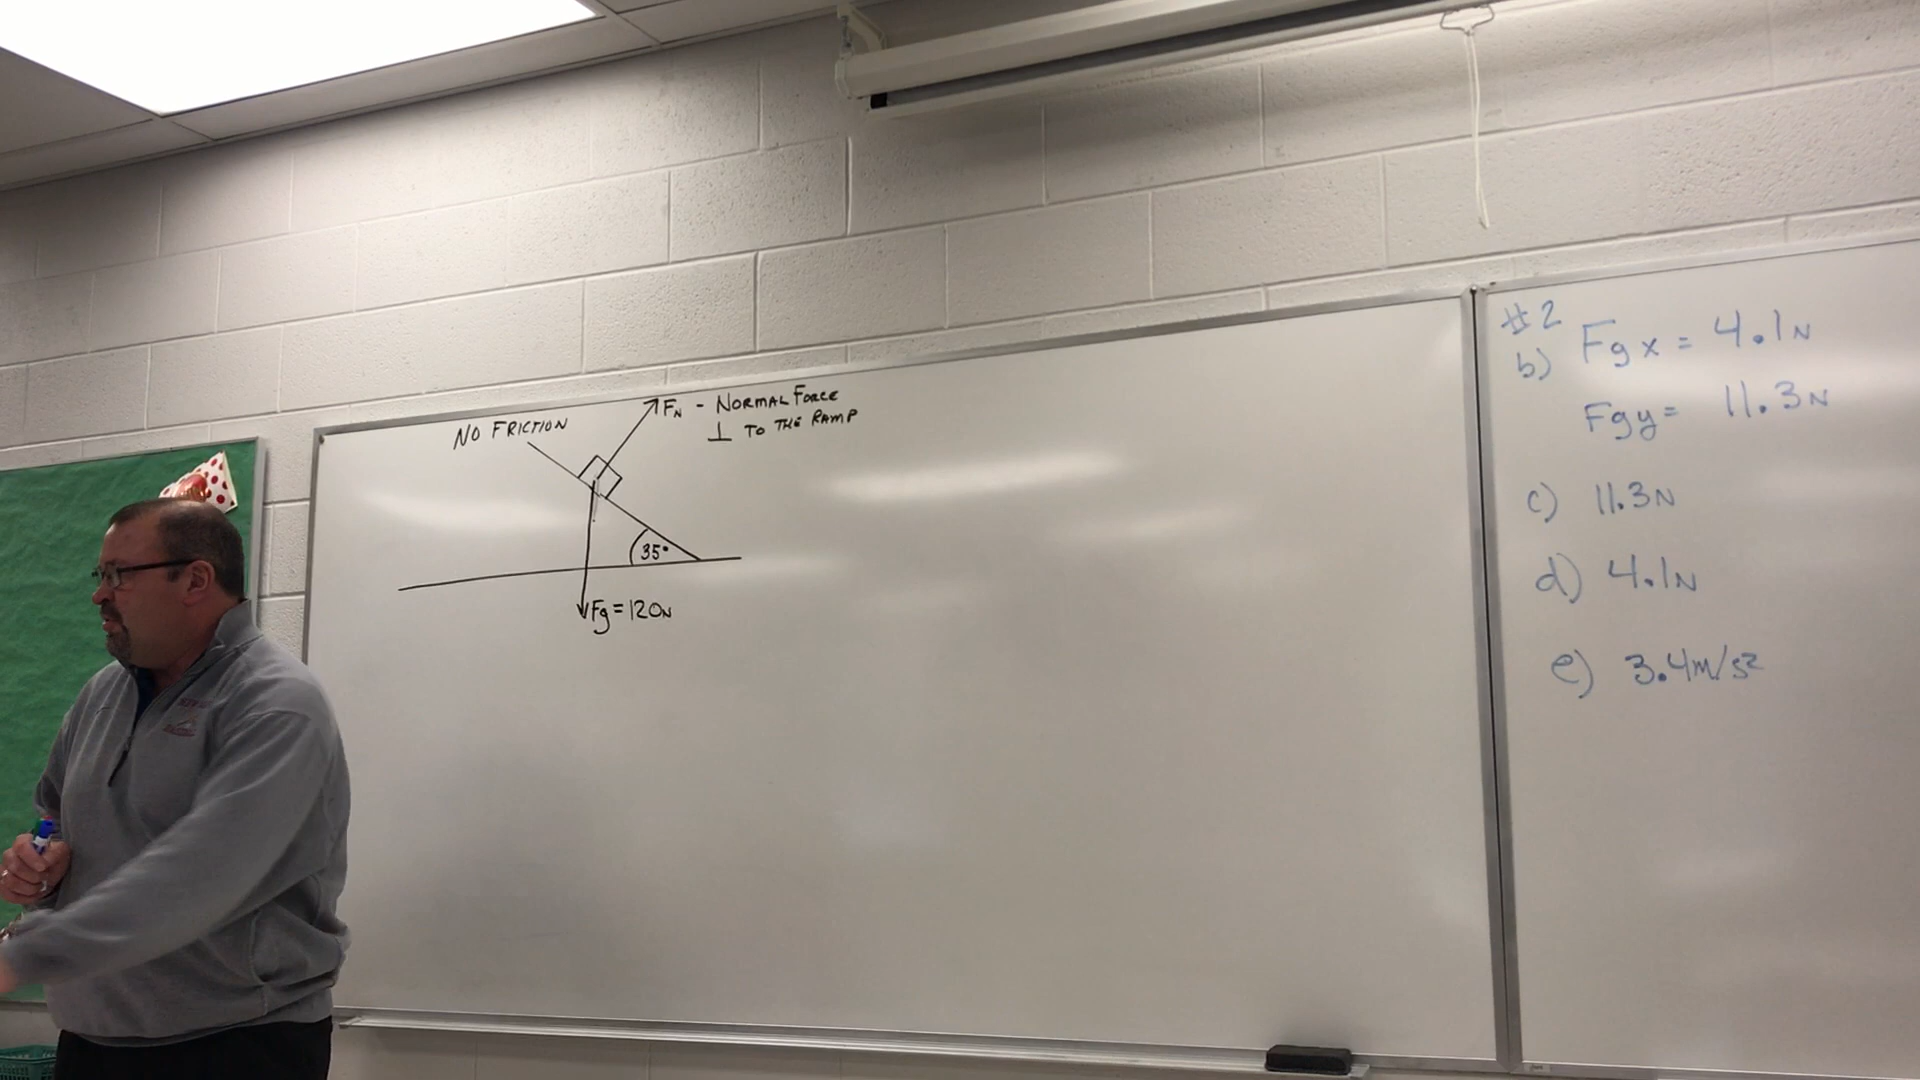 NO FRICTION
FN - NORMAL FORCE
⊥ TO THE RAMP
35°
Fg = 120N
#2
b) Fgx = 4.1N
Fgy = 11.3N
c) 11.3N
d) 4.1N
e) 3.4m/s²